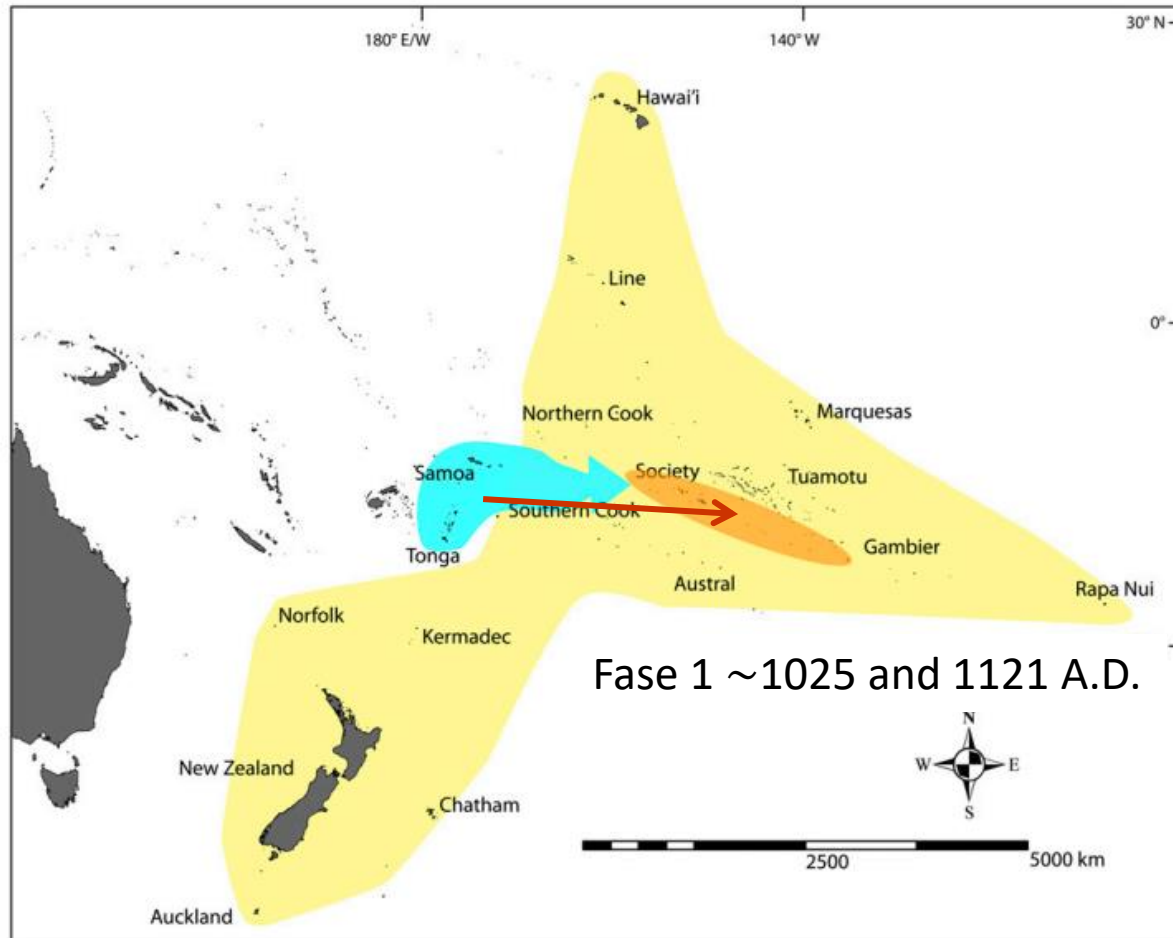 180° E/W
140° W
30° N
Hawai'i
Line
0°
Northern Cook
Marquesas
Samoa
Society
Tuamotu
Southern Cook
Tonga
Gambier
Austral
Rapa Nui
Norfolk
Kermadec
Fase 1 ~1025 and 1121 A.D.
N
W E
S
New Zealand
Chatham
2500
5000 km
Auckland